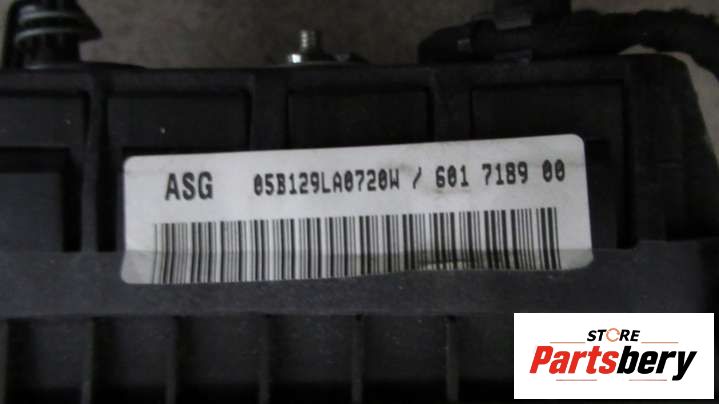 ASG 05B129LA0720W / 601 7189 00
STORE
Partsbery